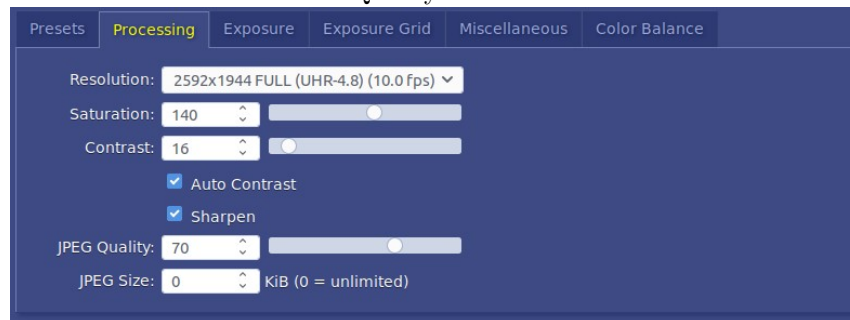 Presets Processing Exposure Exposure Grid Miscellaneous Color Balance
Resolution: 2592x1944 FULL (UHR-4.8) (10.0 fps)
Saturation: 140
Contrast: 16
Auto Contrast
Sharpen
JPEG Quality: 70
JPEG Size: 0 KiB (0 = unlimited)